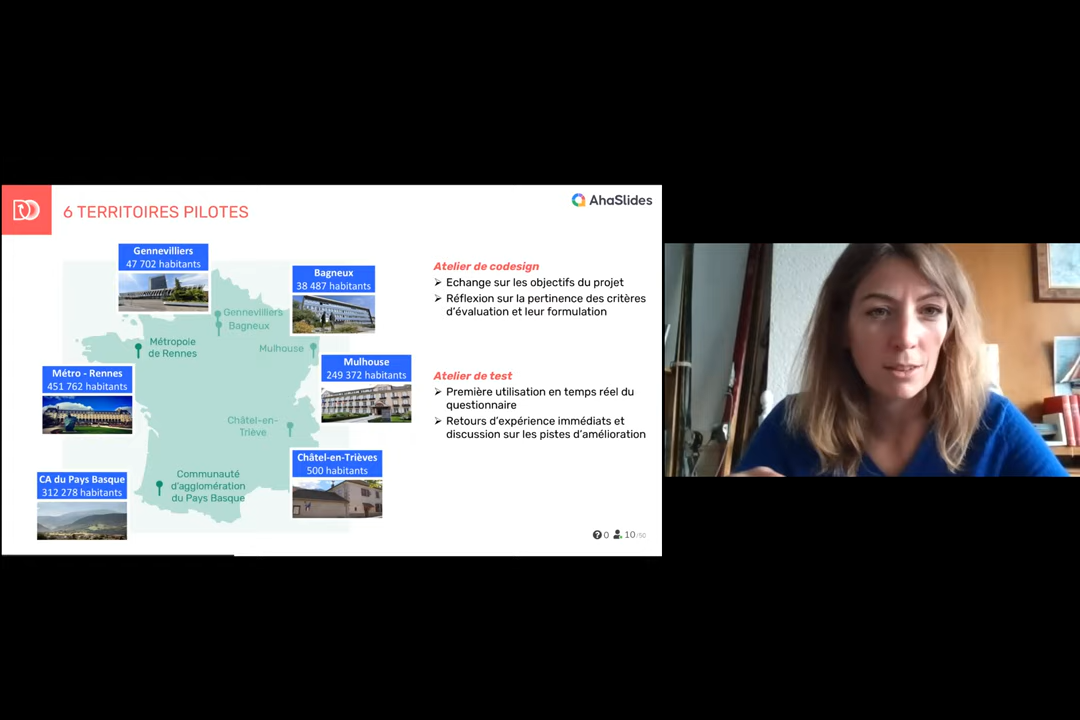 6 TERRITOIRES PILOTES
AhaSlides
Gennevilliers
47 702 habitants
Bagneux
38 487 habitants
Gennevilliers
Bagneux
Métropole
de Rennes
Mulhouse
Métro - Rennes
451 762 habitants
Mulhouse
249 372 habitants
Châtel-en-
Triève
Châtel-en-Trièves
500 habitants
CA du Pays Basque
312 278 habitants
Communauté
d'agglomération
du Pays Basque
Atelier de codesign
➢ Echange sur les objectifs du projet
➢ Réflexion sur la pertinence des critères
d'évaluation et leur formulation
Atelier de test
➢ Première utilisation en temps réel du
questionnaire
➢ Retours d'expérience immédiats et
discussion sur les pistes d'amélioration
0 10/50